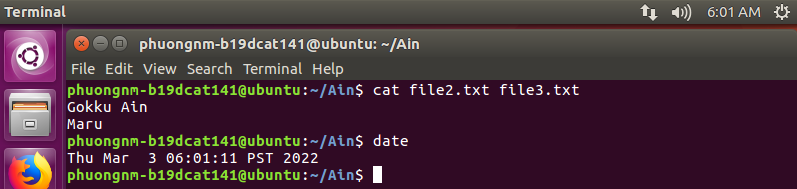 Terminal 6:01 AM
phuongnm-b19dcat141@ubuntu: ~/Ain
File Edit View Search Terminal Help
phuongnm-b19dcat141@ubuntu:~/Ain$ cat file2.txt file3.txt
Gokku Ain
Maru
phuongnm-b19dcat141@ubuntu:~/Ain$ date
Thu Mar  3 06:01:11 PST 2022
phuongnm-b19dcat141@ubuntu:~/Ain$